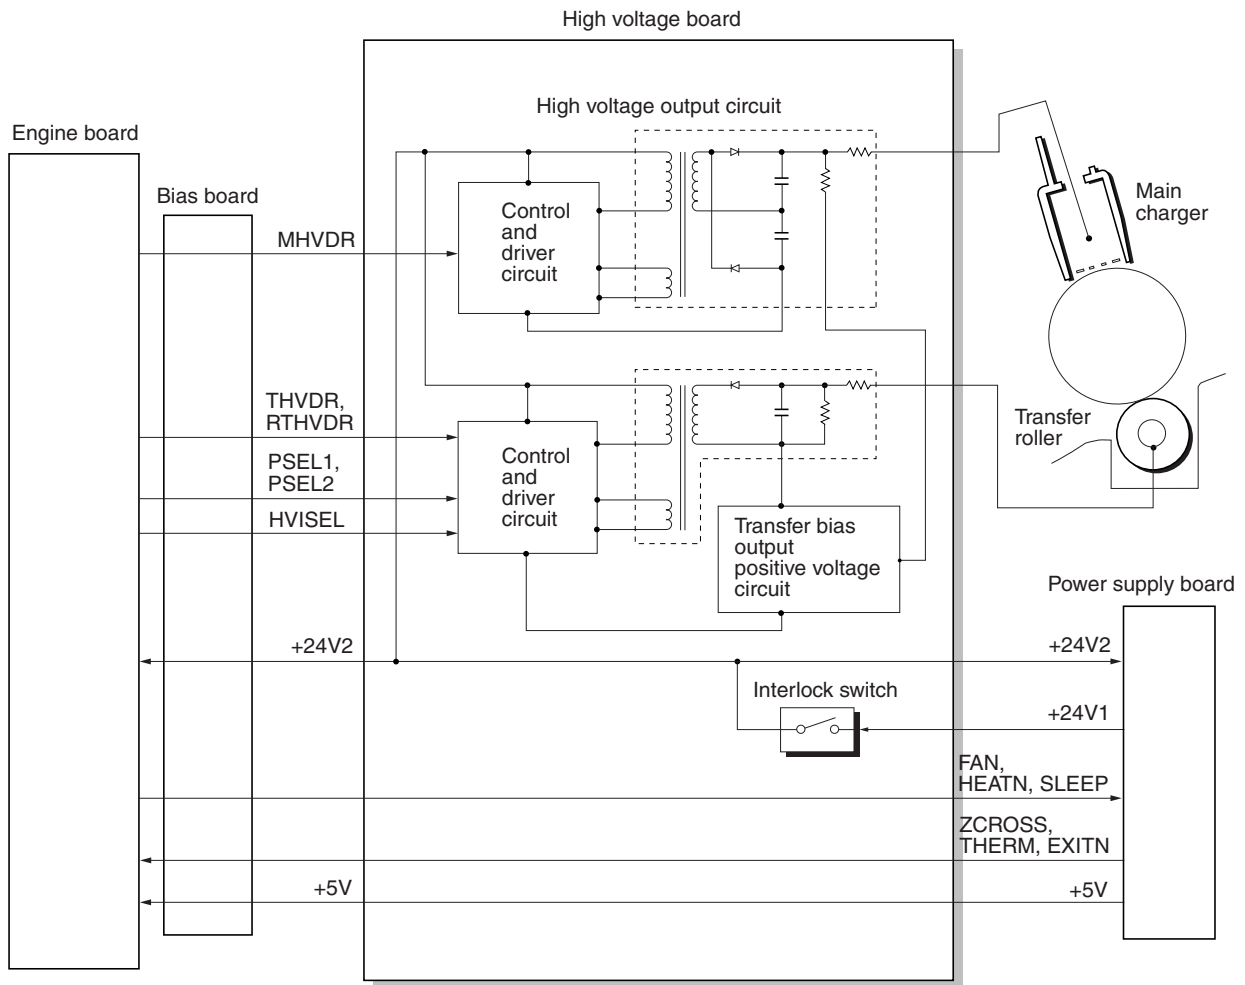 High voltage board
High voltage output circuit
Engine board
Bias board
Control
and
driver
circuit
Main
charger
MHVDR
THVDR,
RTHVDR
PSEL1,
PSEL2
HVISEL
Control
and
driver
circuit
Transfer
roller
Transfer bias
output
positive voltage
circuit
Power supply board
+24V2
+24V2
Interlock switch
+24V1
FAN,
HEATN, SLEEP
ZCROSS,
THERM, EXITN
+5V
+5V